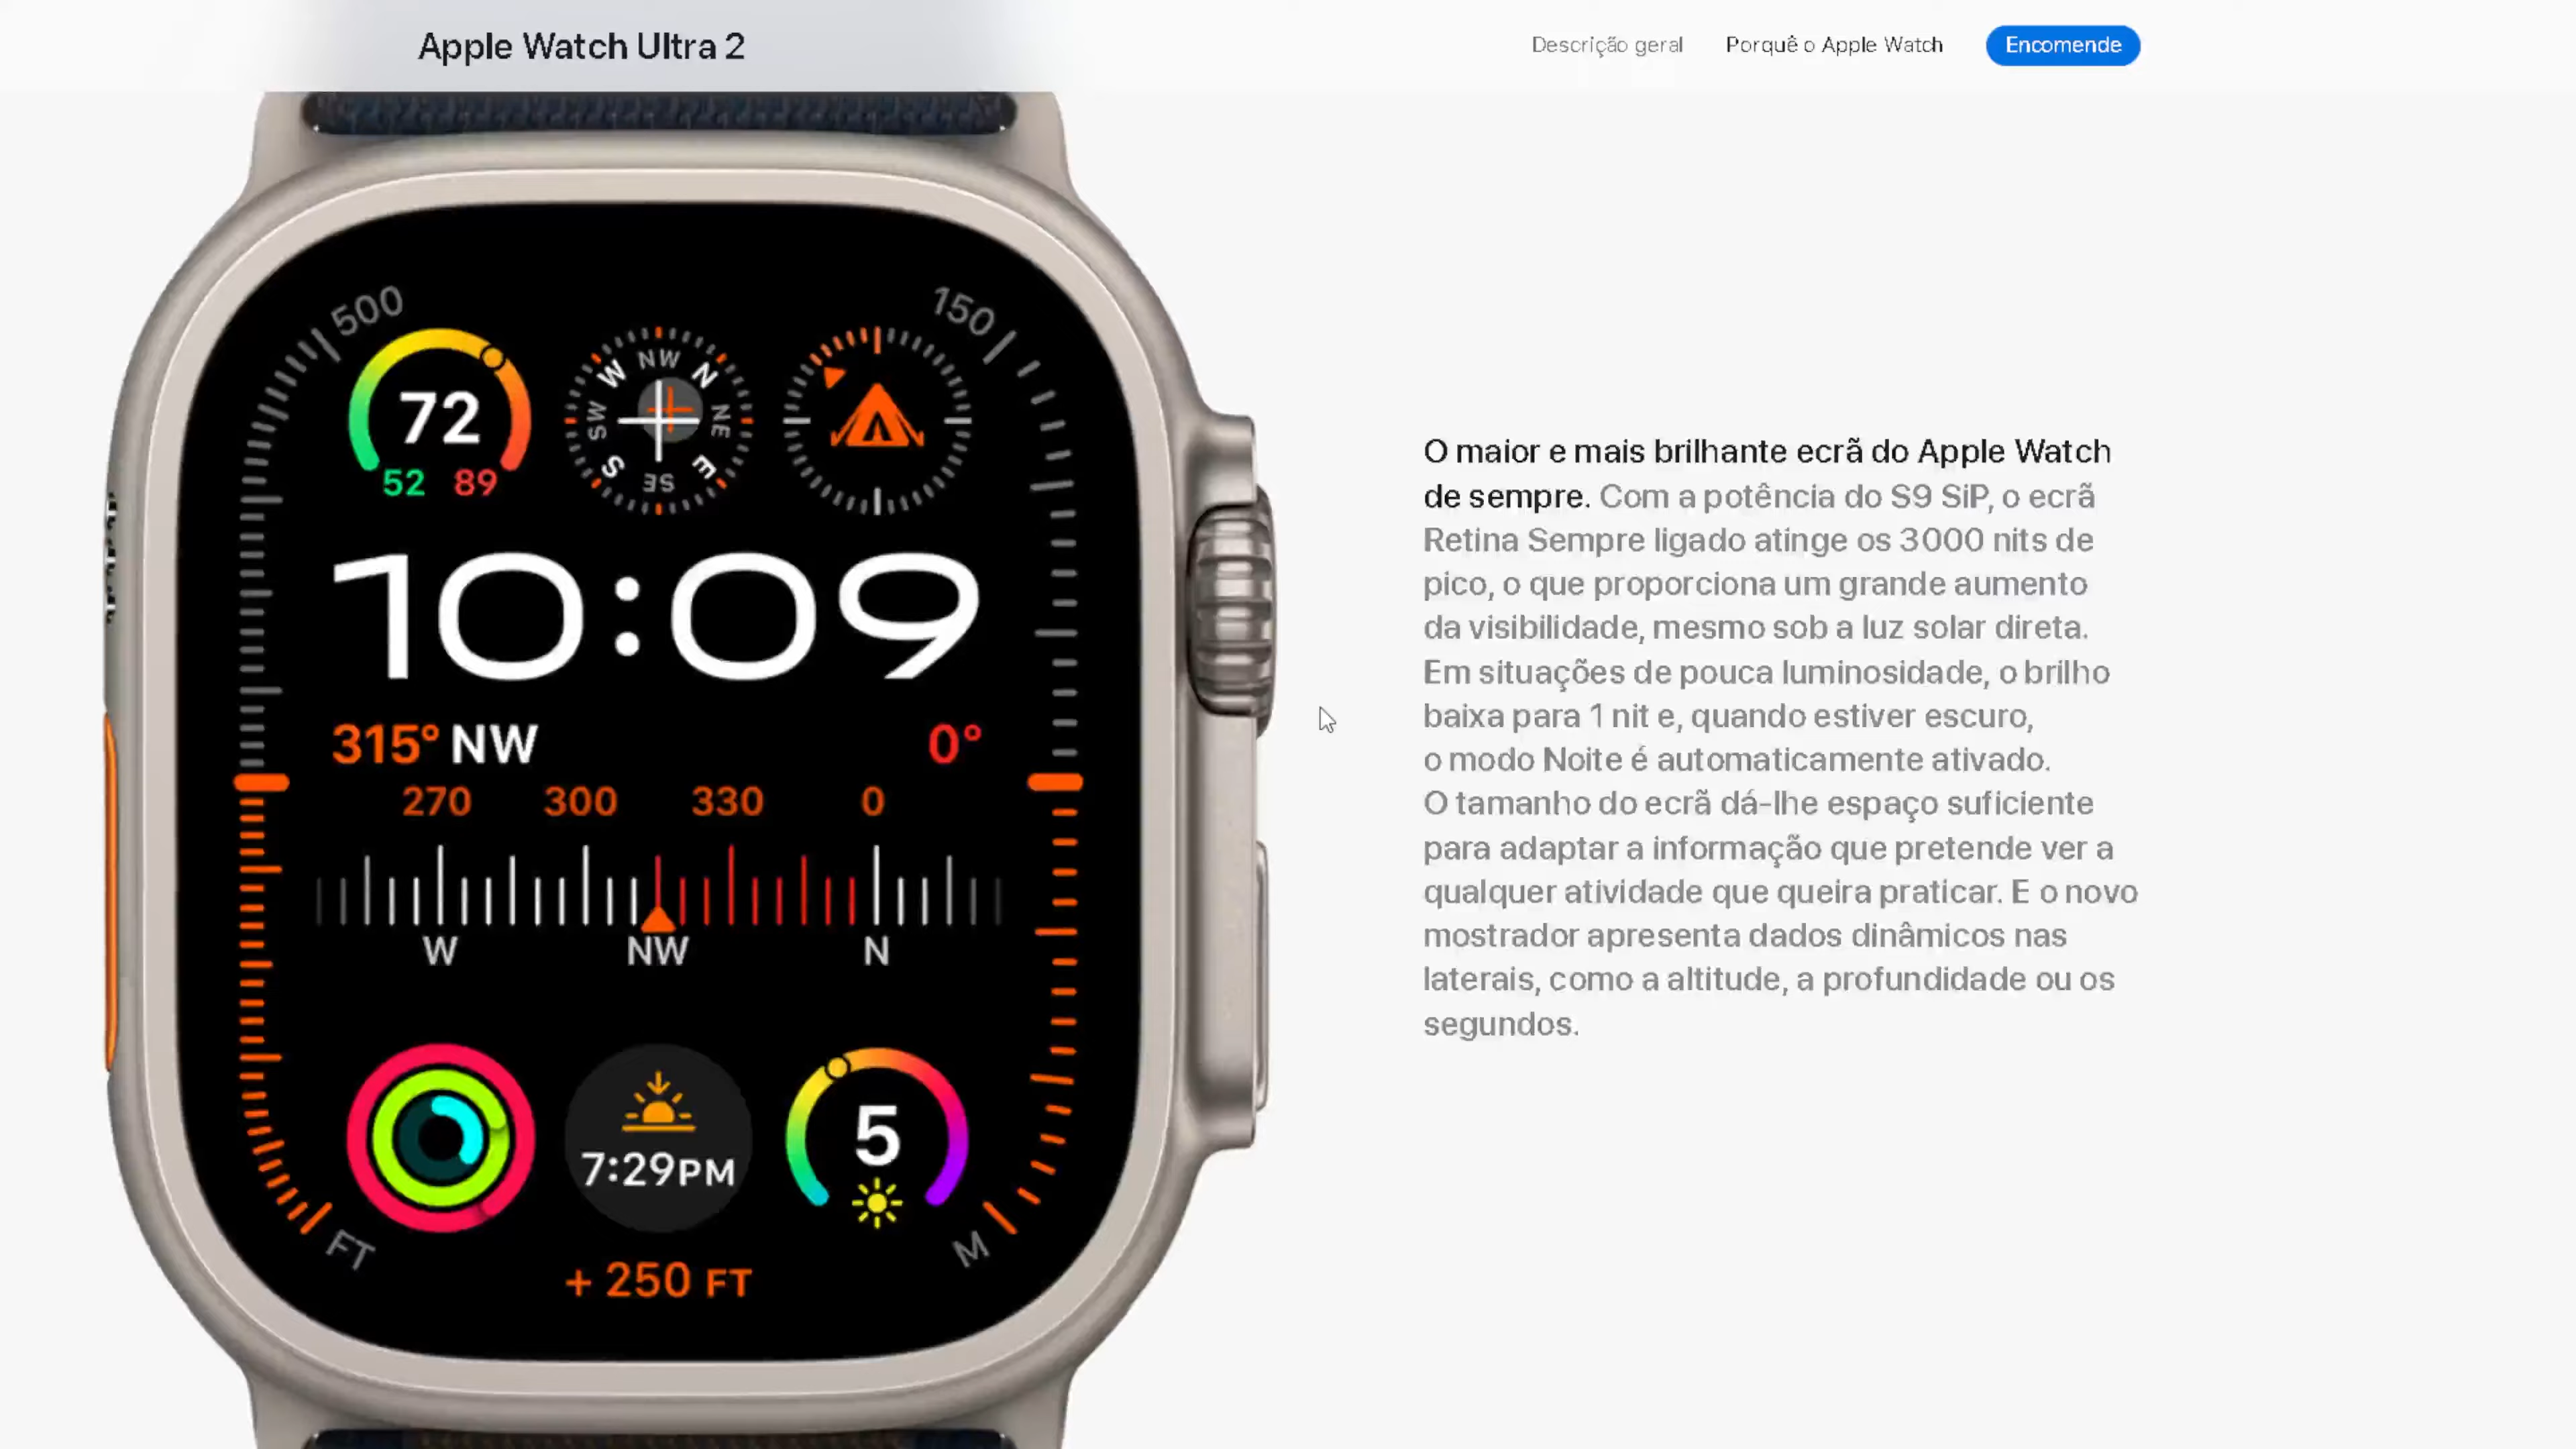 Apple Watch Ultra 2
Descrição geral
Porquê o Apple Watch
Encomende
500
150
72
52 89
NW
N
NE
E
SE
S
SW
W
10:09
315° NW
0°
270 300 330 0
W NW N
7:29PM
5
FT
M
+ 250 FT
O maior e mais brilhante ecrã do Apple Watch
de sempre. Com a potência do S9 SiP, o ecrã
Retina Sempre ligado atinge os 3000 nits de
pico, o que proporciona um grande aumento
da visibilidade, mesmo sob a luz solar direta.
Em situações de pouca luminosidade, o brilho
baixa para 1 nit e, quando estiver escuro,
o modo Noite é automaticamente ativado.
O tamanho do ecrã dá-lhe espaço suficiente
para adaptar a informação que pretende ver a
qualquer atividade que queira praticar. E o novo
mostrador apresenta dados dinâmicos nas
laterais, como a altitude, a profundidade ou os
segundos.